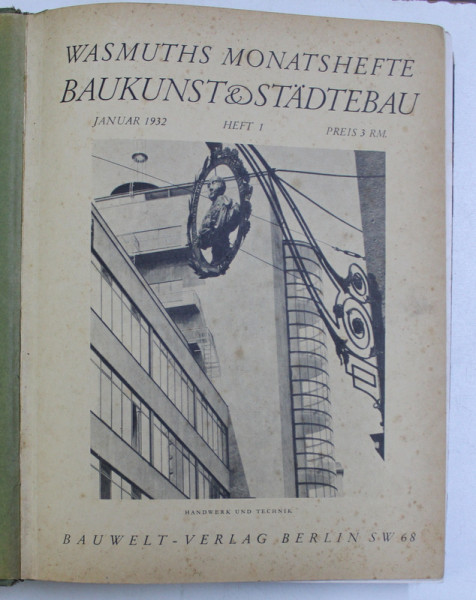 WASMUTHS MONATSHEFTE
BAUKUNST & STÄDTEBAU
JANUAR 1932 HEFT 1 PREIS 3 RM.
HANDWERK UND TECHNIK
BAUWELT-VERLAG BERLIN SW 68